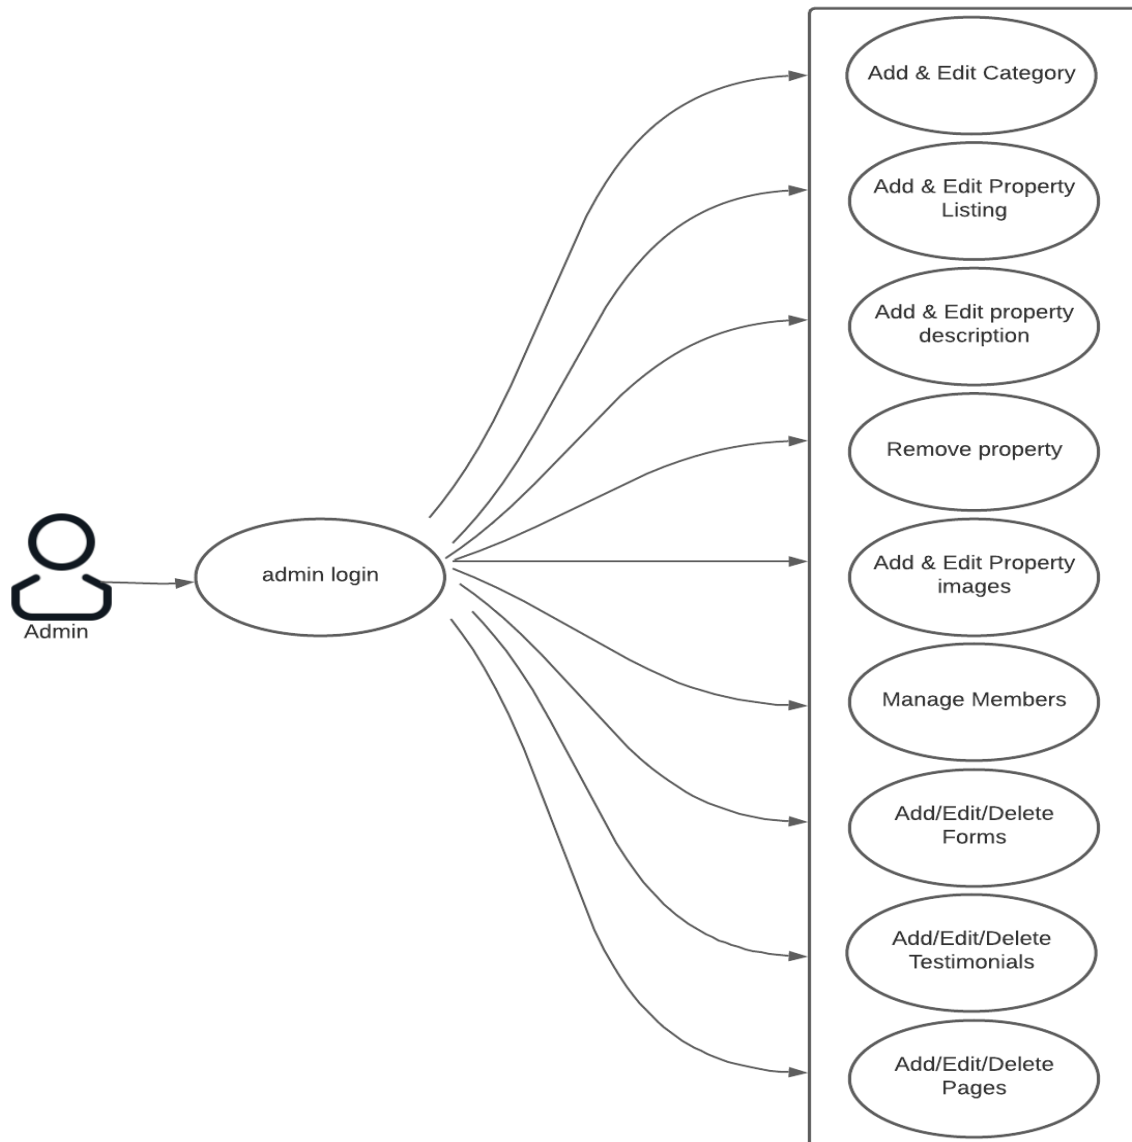 Add & Edit Category
Add & Edit Property
Listing
Add & Edit property
description
Remove property
Add & Edit Property
images
admin login
Admin
Manage Members
Add/Edit/Delete
Forms
Add/Edit/Delete
Testimonials
Add/Edit/Delete
Pages